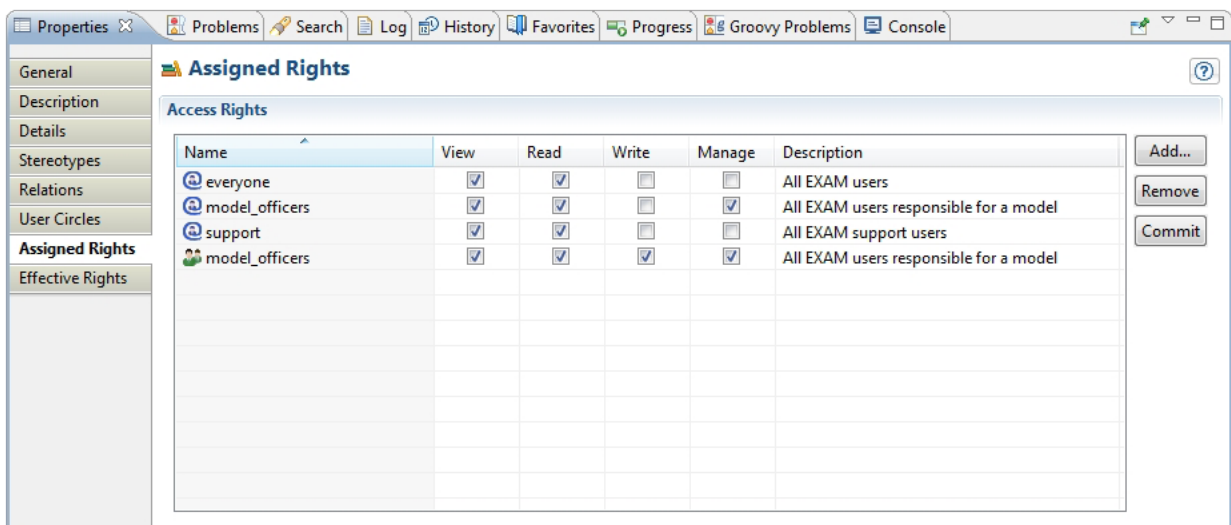 Properties Problems Search Log History Favorites Progress Groovy Problems Console
General
Description
Details
Stereotypes
Relations
User Circles
Assigned Rights
Effective Rights
Assigned Rights
Access Rights
Name View Read Write Manage Description
everyone All EXAM users
model_officers All EXAM users responsible for a model
support All EXAM support users
model_officers All EXAM users responsible for a model
Add...
Remove
Commit